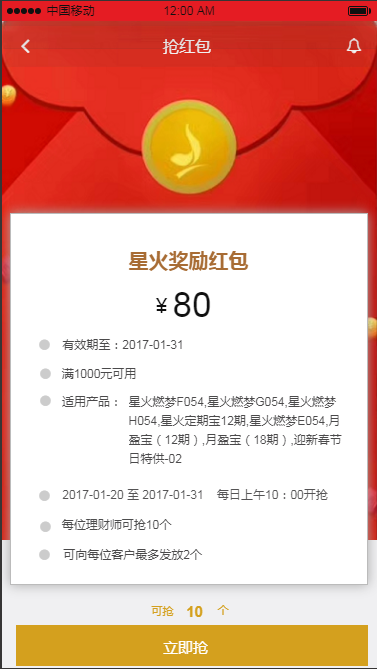 中国移动 12:00 AM
抢红包
星火奖励红包
¥ 80
有效期至：2017-01-31
满1000元可用
适用产品： 星火燃梦F054,星火燃梦G054,星火燃梦
H054,星火定期宝12期,星火燃梦E054,月
盈宝（12期）,月盈宝（18期）,迎新春节
日特供-02
2017-01-20 至 2017-01-31 每日上午10：00开抢
每位理财师可抢10个
可向每位客户最多发放2个
可抢 10 个
立即抢